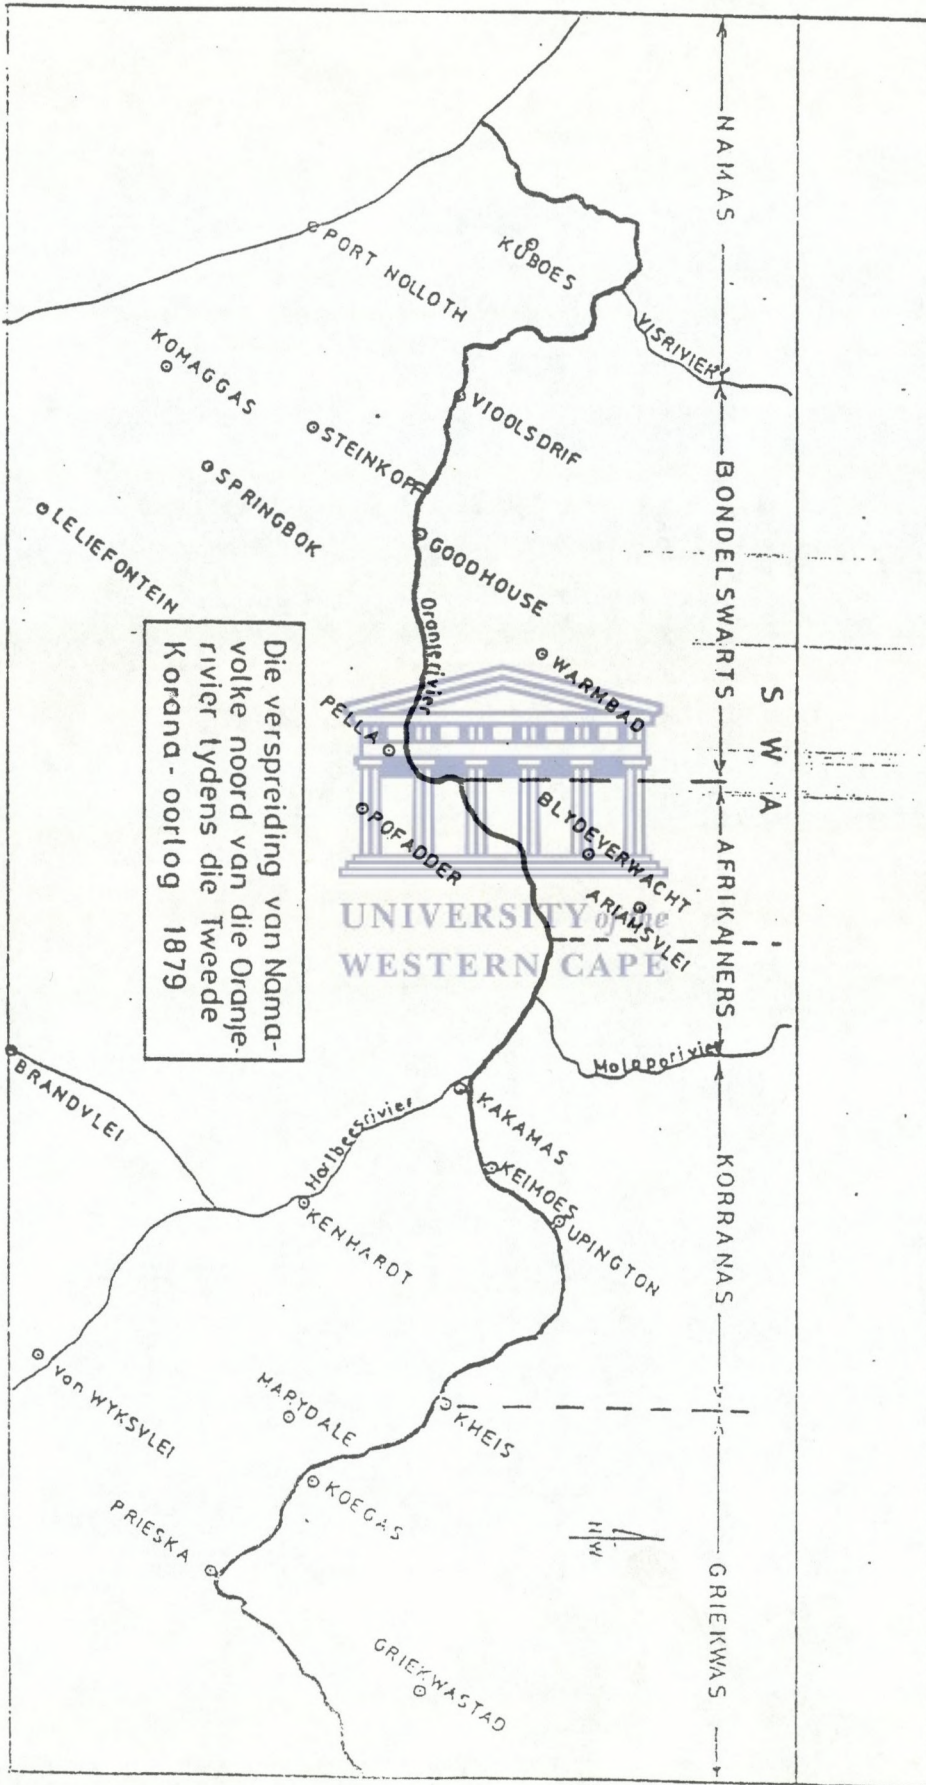 NAMAS
BONDELSWARTS
AFRIKANERS
KORRANAS
GRIEKWAS
S W A
VISRIVIER
KUBOES
PORT NOLLOTH
VIOOLSDRIF
KOMAGGAS
STEINKOPF
SPRINGBOK
LELIEFONTEIN
GOODHOUSE
Oranjerivier
WARMBAD
PELLA
POFADDER
BLYDEVERWACHT
ARIAMSVLEI
Moloporivier
KAKAMAS
KEIMOES
UPINGTON
Hartbeesrivier
KENHARDT
BRANDVLEI
Von WYKSVLEI
MARYDALE
KHEIS
KOEGAS
PRIESKA
GRIEKWASTAD
Die verspreiding van Nama-
volke noord van die Oranje-
rivier tydens die Tweede
Korana - oorlog 1879
UNIVERSITY of the
WESTERN CAPE